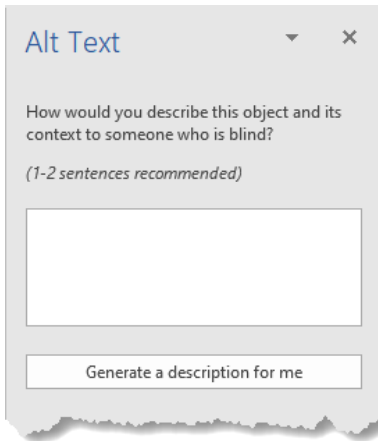 Alt Text
How would you describe this object and its
context to someone who is blind?
(1-2 sentences recommended)
Generate a description for me